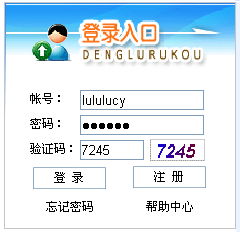 登录入口
DENGLURUKOU
帐号： lululucy
密码： ●●●●●●
验证码： 7245 7245
登 录 注 册
忘记密码 帮助中心